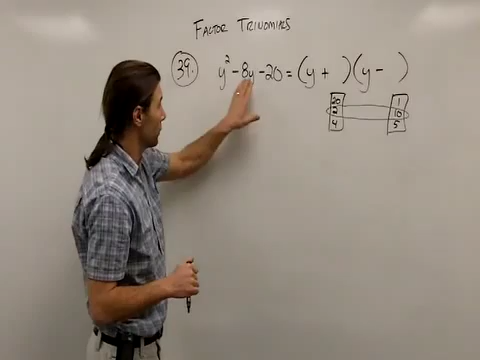 FACTOR TRINOMIALS
39. y² - 8y - 20 = (y +   )(y -   )
20 1
2 10
4 5